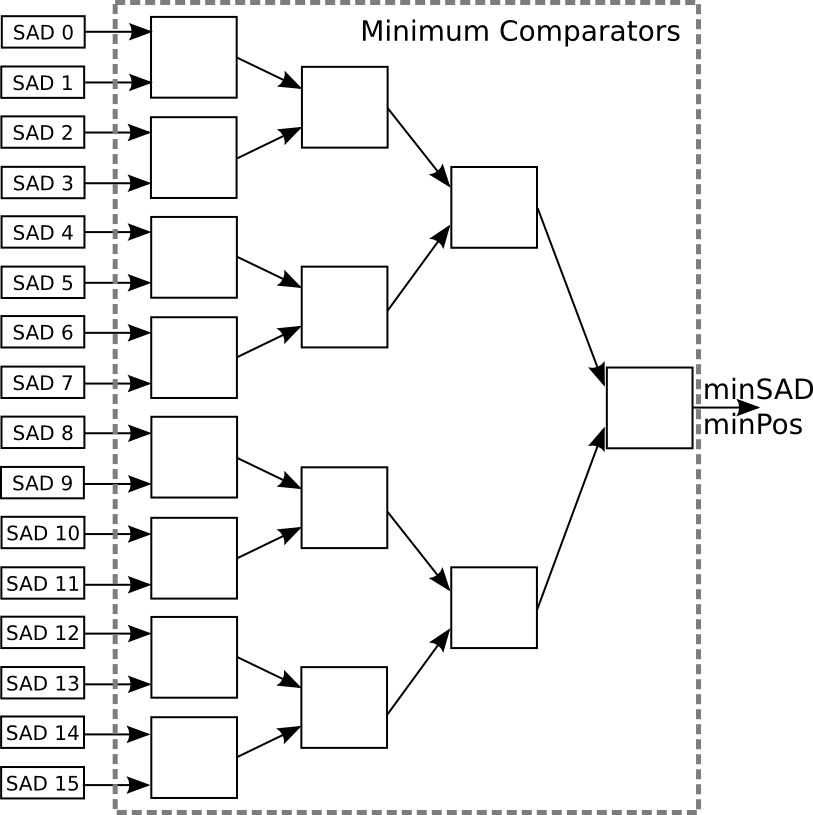 Minimum Comparators
SAD 0
SAD 1
SAD 2
SAD 3
SAD 4
SAD 5
SAD 6
SAD 7
SAD 8
SAD 9
SAD 10
SAD 11
SAD 12
SAD 13
SAD 14
SAD 15
minSAD
minPos